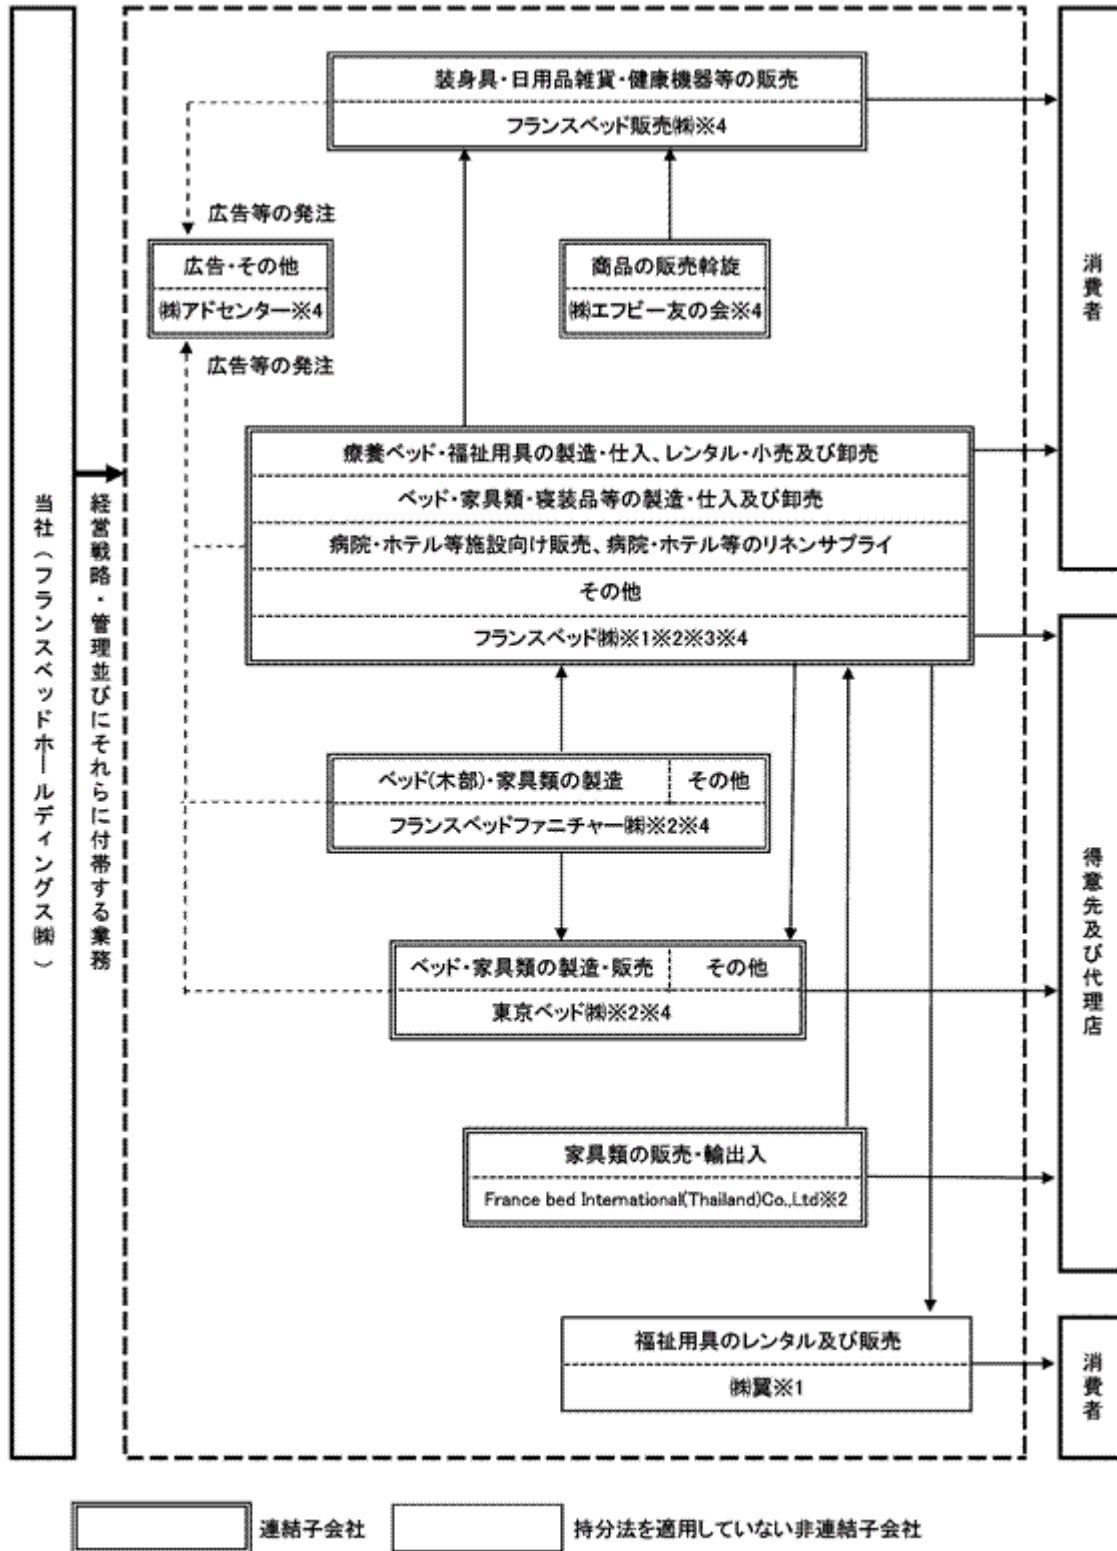 装身具・日用品雑貨・健康機器等の販売
フランスベッド販売㈱※4
広告等の発注
広告・その他
㈱アドセンター※4
商品の販売斡旋
㈱エフビー友の会※4
広告等の発注
消費者
療養ベッド・福祉用具の製造・仕入、レンタル・小売及び卸売
ベッド・家具類・寝装品等の製造・仕入及び卸売
病院・ホテル等施設向け販売、病院・ホテル等のリネンサプライ
その他
フランスベッド㈱※1※2※3※4
当社（フランスベッドホールディングス㈱）
経営戦略・管理並びにそれらに付帯する業務
ベッド(木部)・家具類の製造
その他
フランスベッドファニチャー㈱※2※4
ベッド・家具類の製造・販売
その他
東京ベッド㈱※2※4
得意先及び代理店
家具類の販売・輸出入
France bed International(Thailand)Co.,Ltd※2
福祉用具のレンタル及び販売
㈱翼※1
消費者
連結子会社
持分法を適用していない非連結子会社